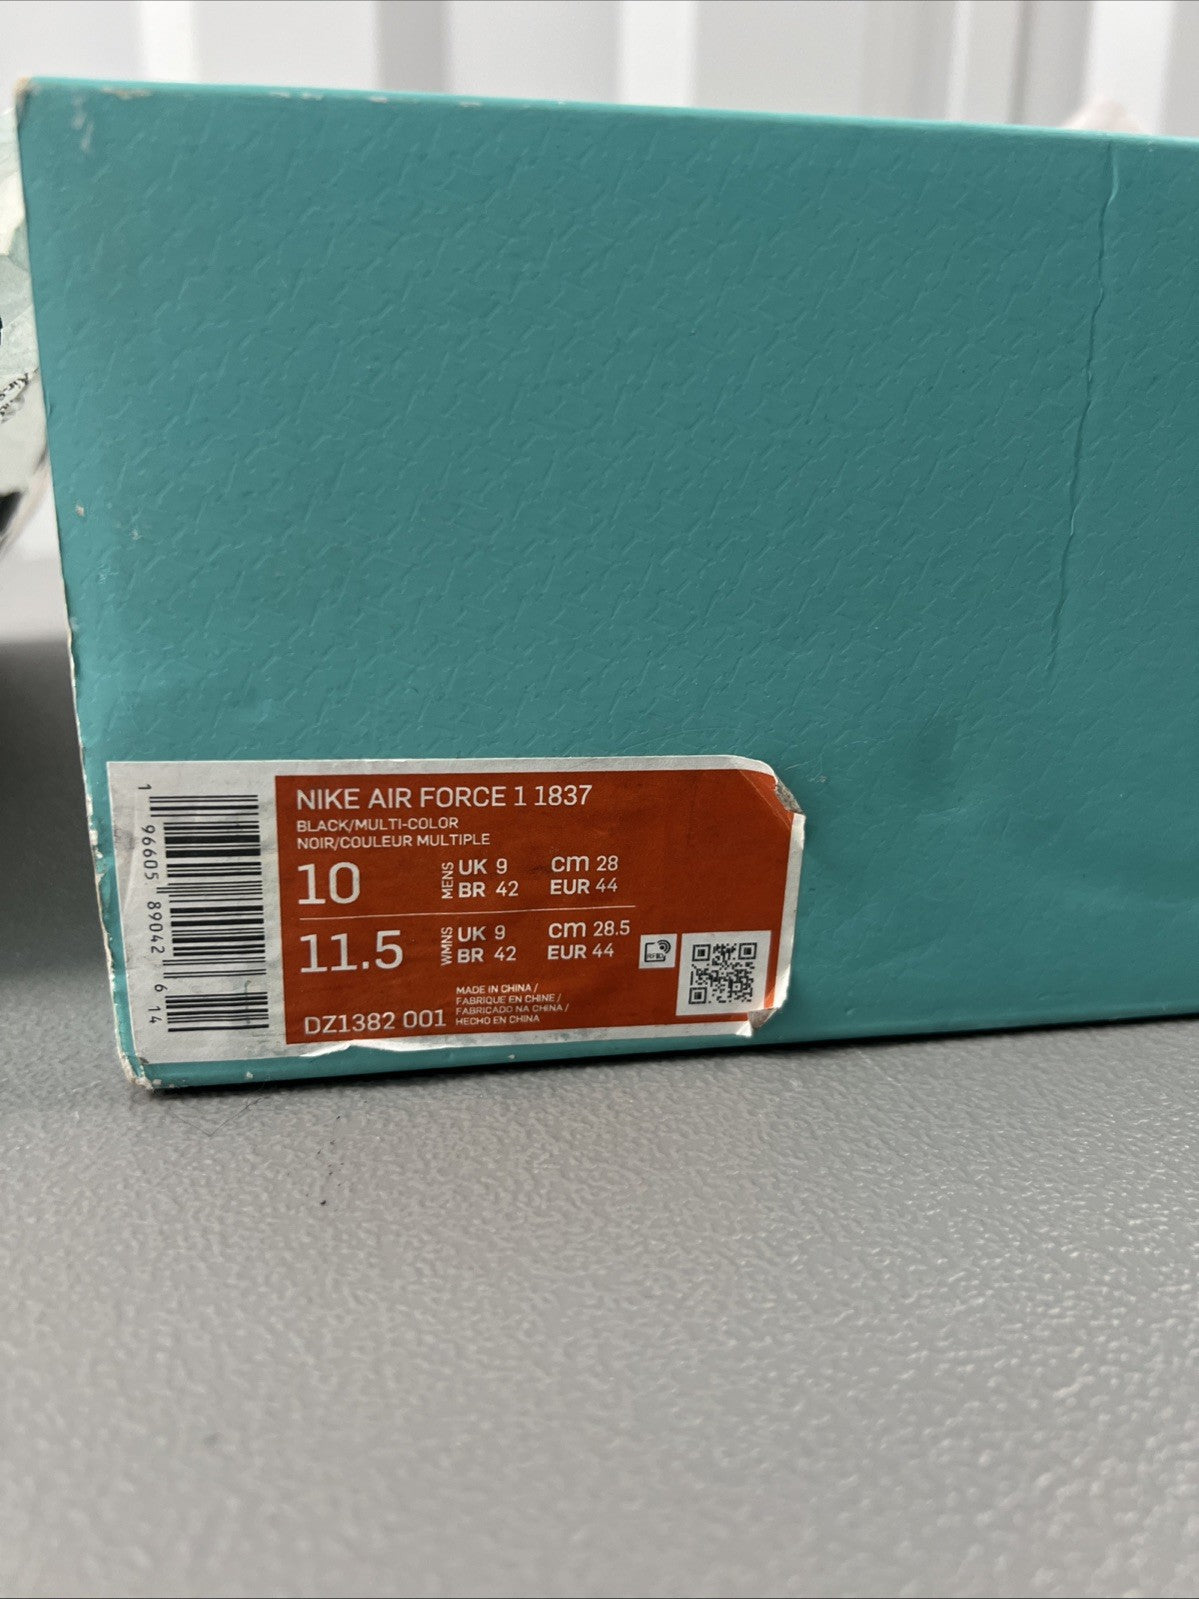 NIKE AIR FORCE 1 1837
BLACK/MULTI-COLOR
NOIR/COULEUR MULTIPLE
10 MENS UK 9 cm 28
BR 42 EUR 44
11.5 WMNS UK 9 cm 28.5
BR 42 EUR 44
RFID
DZ1382 001
MADE IN CHINA /
FABRIQUE EN CHINE /
FABRICADO NA CHINA /
HECHO EN CHINA
1 96605 89042 6 14